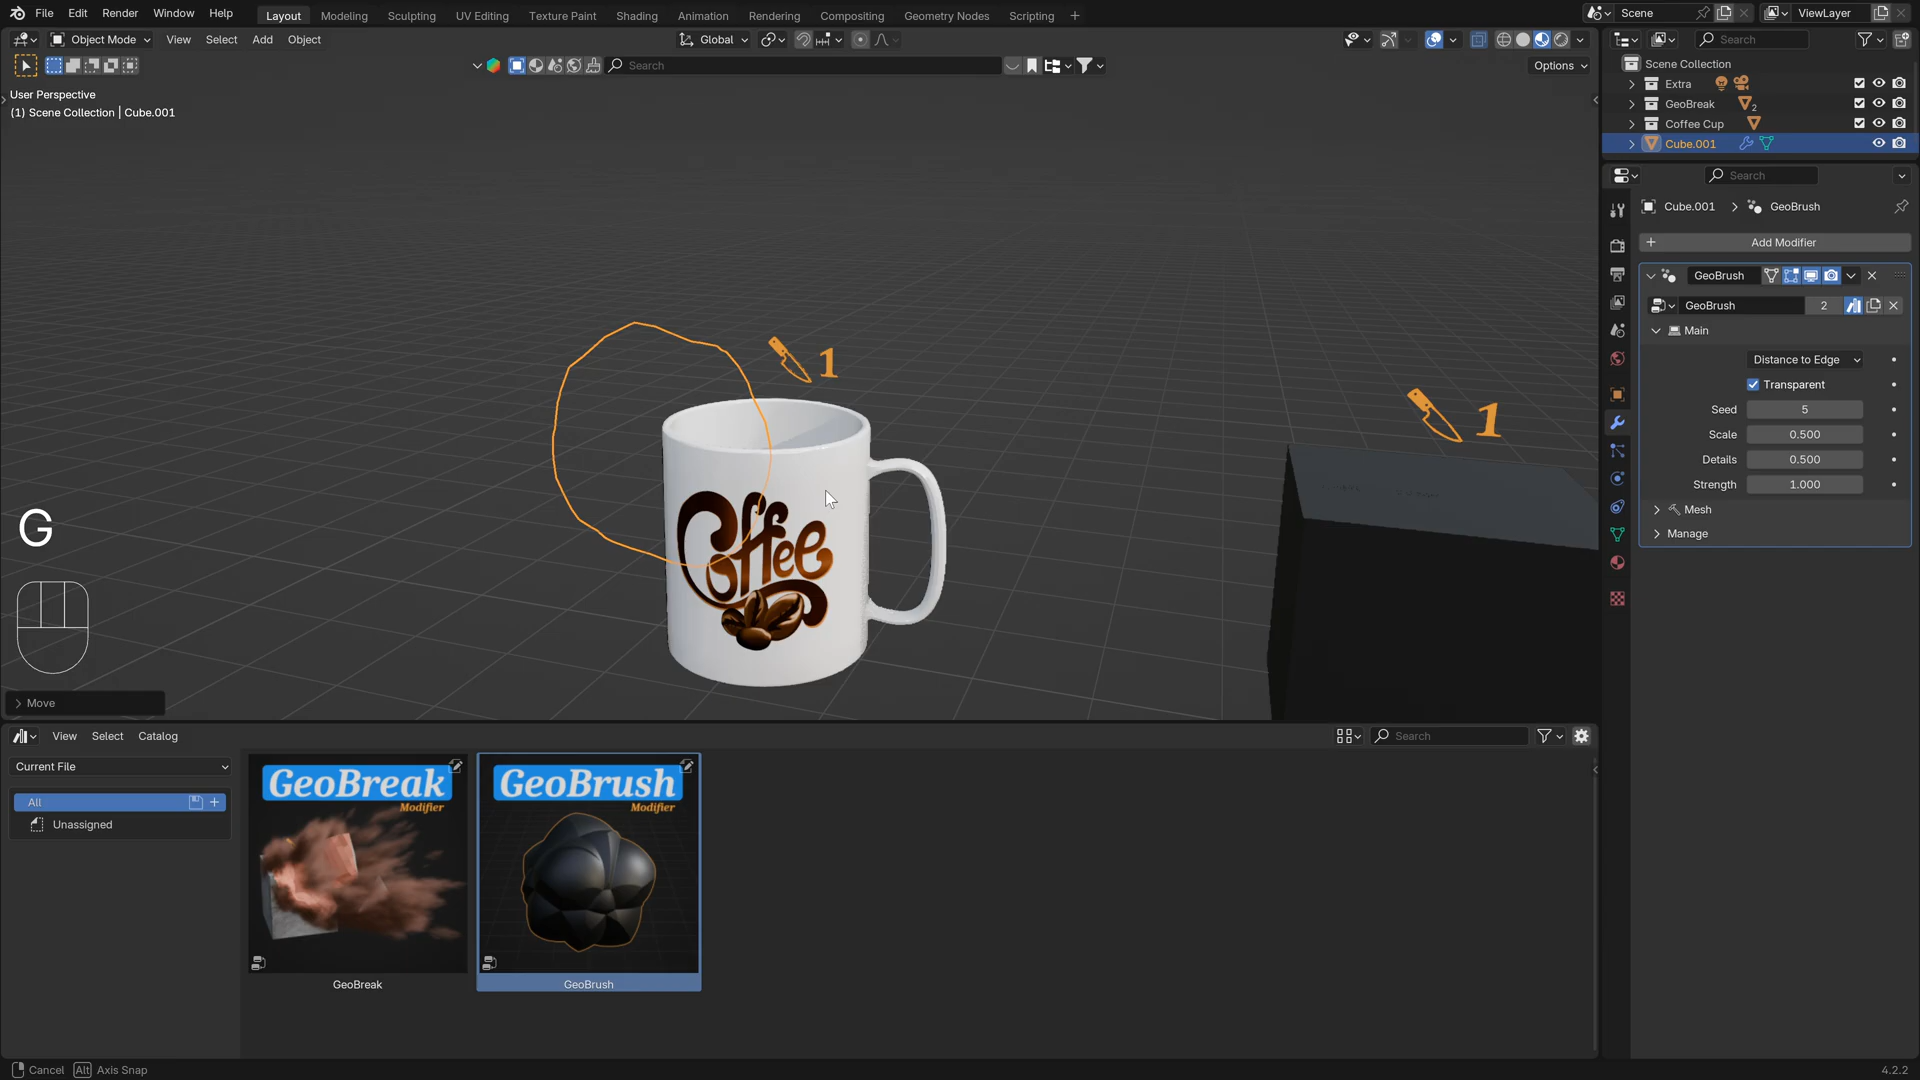 File Edit Render Window Help Layout Modeling Sculpting UV Editing Texture Paint Shading Animation Rendering Compositing Geometry Nodes Scripting + Scene ViewLayer
Object Mode View Select Add Object Global Search
Search Options
User Perspective
(1) Scene Collection | Cube.001
Scene Collection
Extra
GeoBreak 2
Coffee Cup
Cube.001
Search
Cube.001 > GeoBrush
+ Add Modifier
GeoBrush
GeoBrush 2
Main
Distance to Edge
Transparent
Seed 5
Scale 0.500
Details 0.500
Strength 1.000
Mesh
Manage
1
1
Coffee
G
Move
View Select Catalog Search
Current File
All
Unassigned
GeoBreak
Modifier
GeoBreak
GeoBrush
Modifier
GeoBrush
Cancel Alt Axis Snap 4.2.2